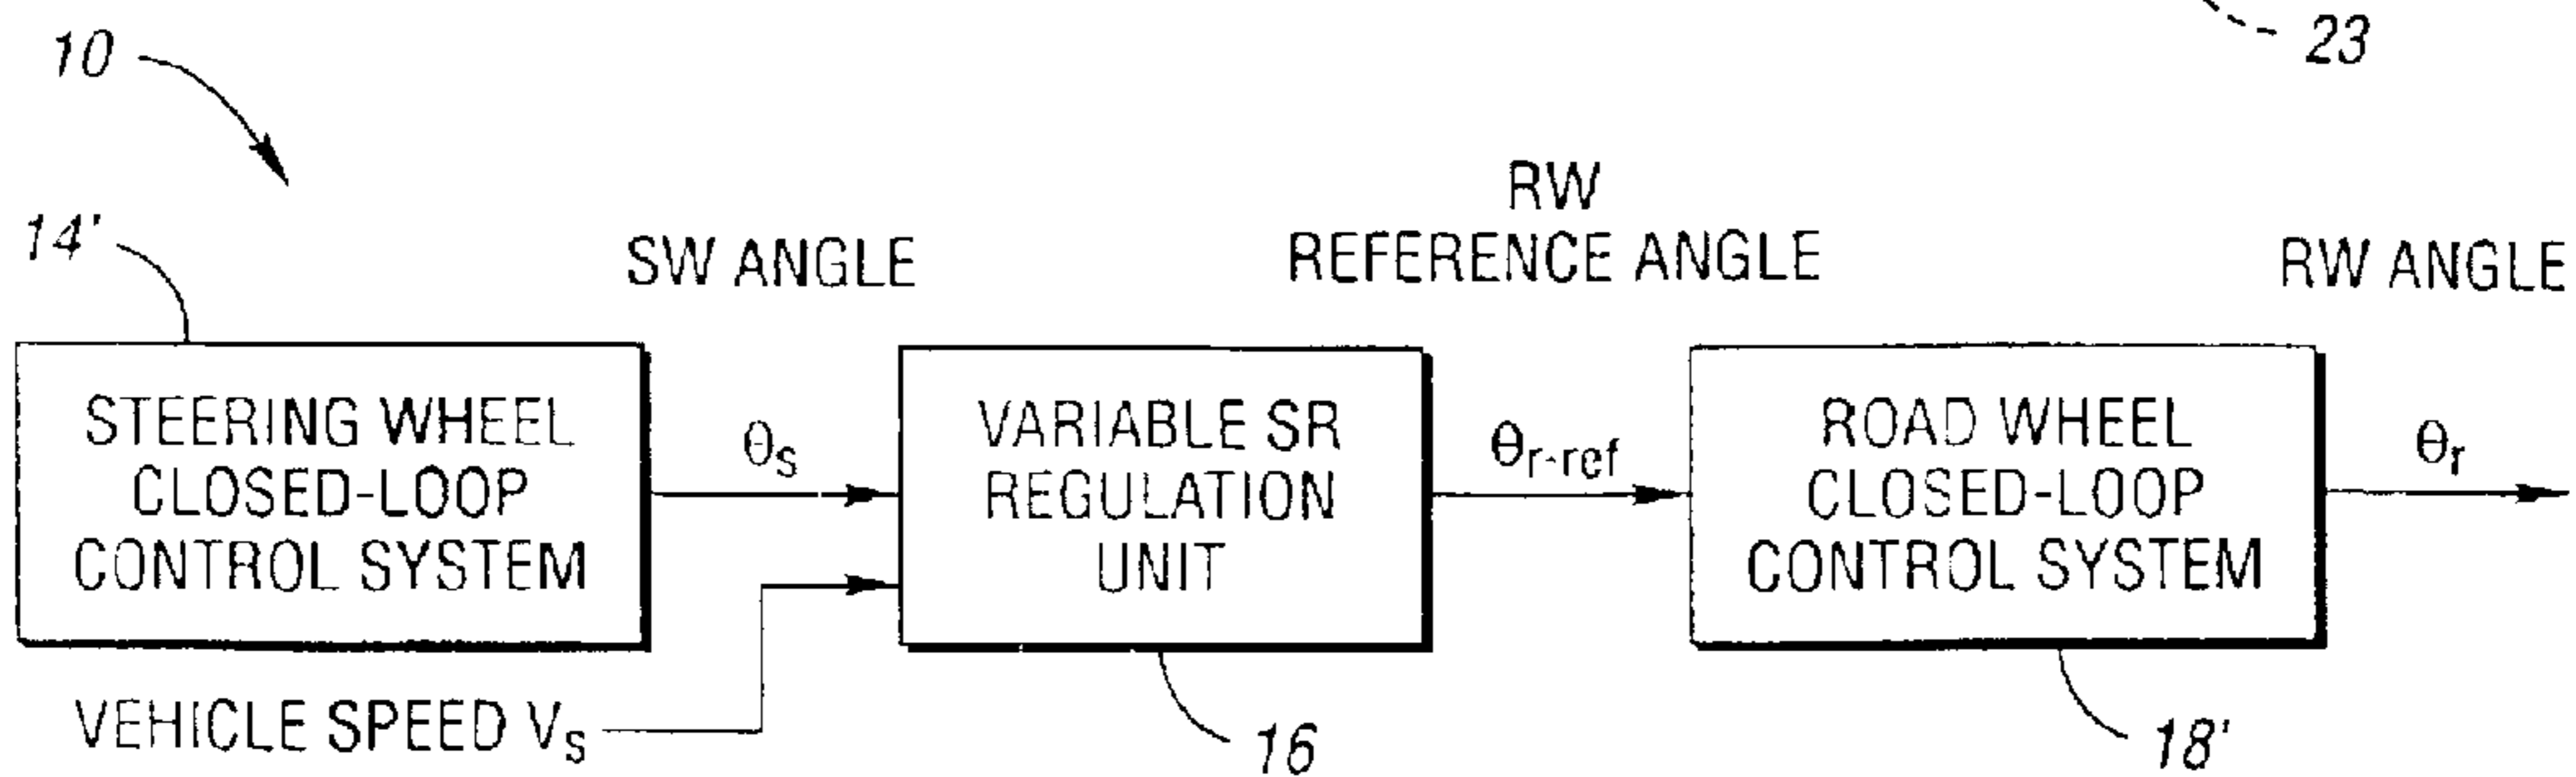 10
23
14'
SW ANGLE
RW
REFERENCE ANGLE
RW ANGLE
STEERING WHEEL
CLOSED-LOOP
CONTROL SYSTEM
θs
VARIABLE SR
REGULATION
UNIT
θr-ref
ROAD WHEEL
CLOSED-LOOP
CONTROL SYSTEM
θr
VEHICLE SPEED Vs
16
18'